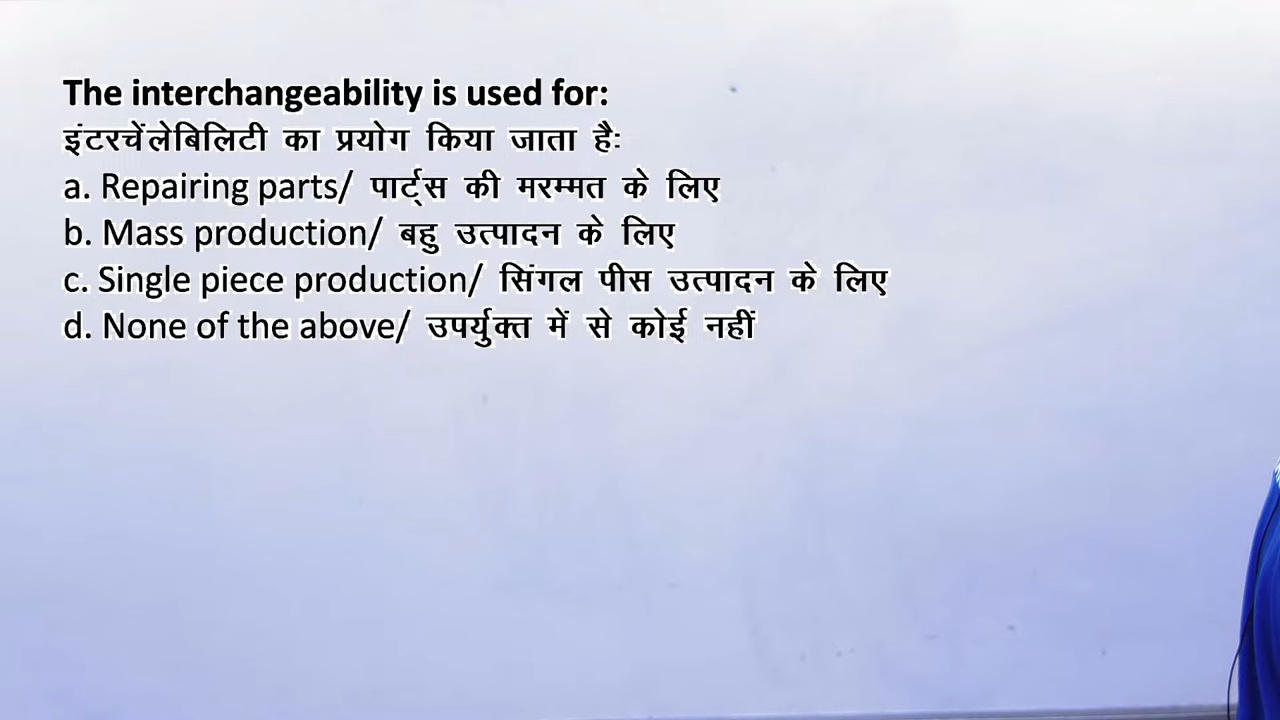 The interchangeability is used for:
इंटरचेंलेबिलिटी का प्रयोग किया जाता हैः
a. Repairing parts/ पार्ट्स की मरम्मत के लिए
b. Mass production/ बहु उत्पादन के लिए
c. Single piece production/ सिंगल पीस उत्पादन के लिए
d. None of the above/ उपर्युक्त में से कोई नहीं